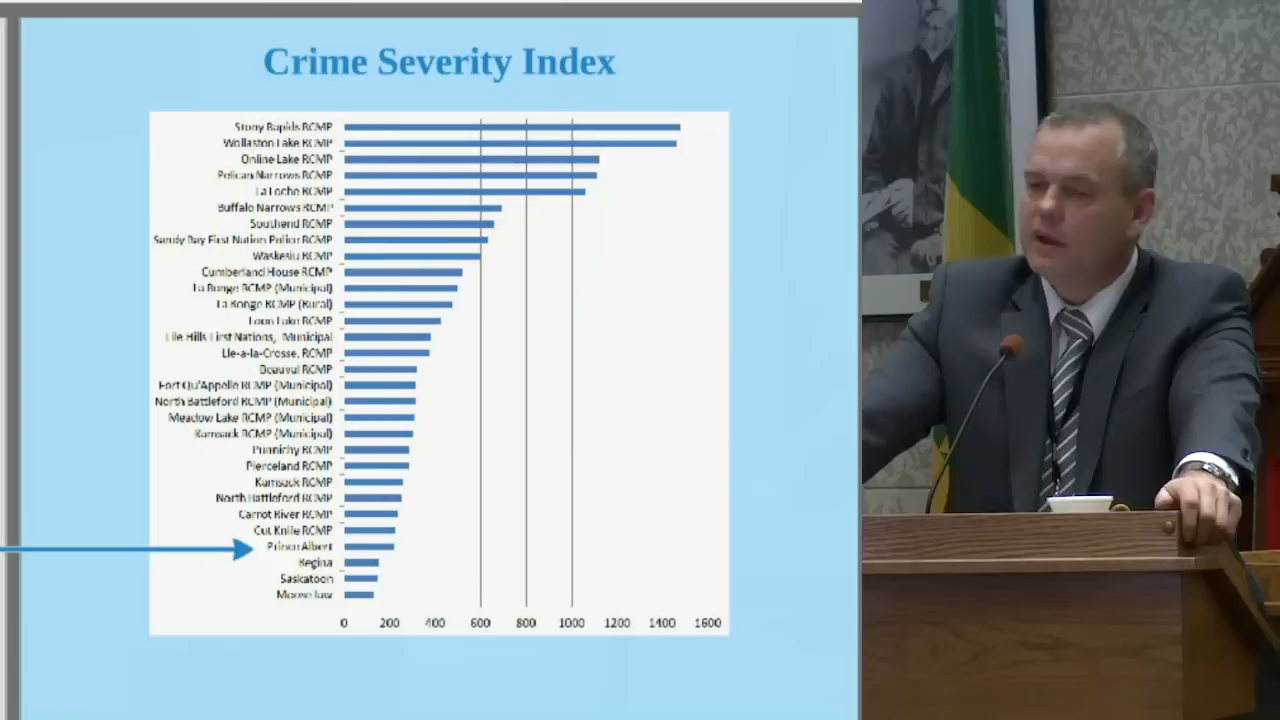 Crime Severity Index
Stony Rapids RCMP
Wollaston Lake RCMP
Online Lake RCMP
Pelican Narrows RCMP
La Loche RCMP
Buffalo Narrows RCMP
Southend RCMP
Sandy Bay First Nation Police RCMP
Waskesiu RCMP
Cumberland House RCMP
La Ronge RCMP (Municipal)
La Ronge RCMP (Rural)
Loon Lake RCMP
File Hills First Nations, Municipal
Lle-a-la-Crosse, RCMP
Beauval RCMP
Fort Qu'Appelle RCMP (Municipal)
North Battleford RCMP (Municipal)
Meadow Lake RCMP (Municipal)
Kamsack RCMP (Municipal)
Punnichy RCMP
Pierceland RCMP
Kamsack RCMP
North Battleford RCMP
Carrot River RCMP
Cut Knife RCMP
Prince Albert
Regina
Saskatoon
Moose Jaw
0 200 400 600 800 1000 1200 1400 1600